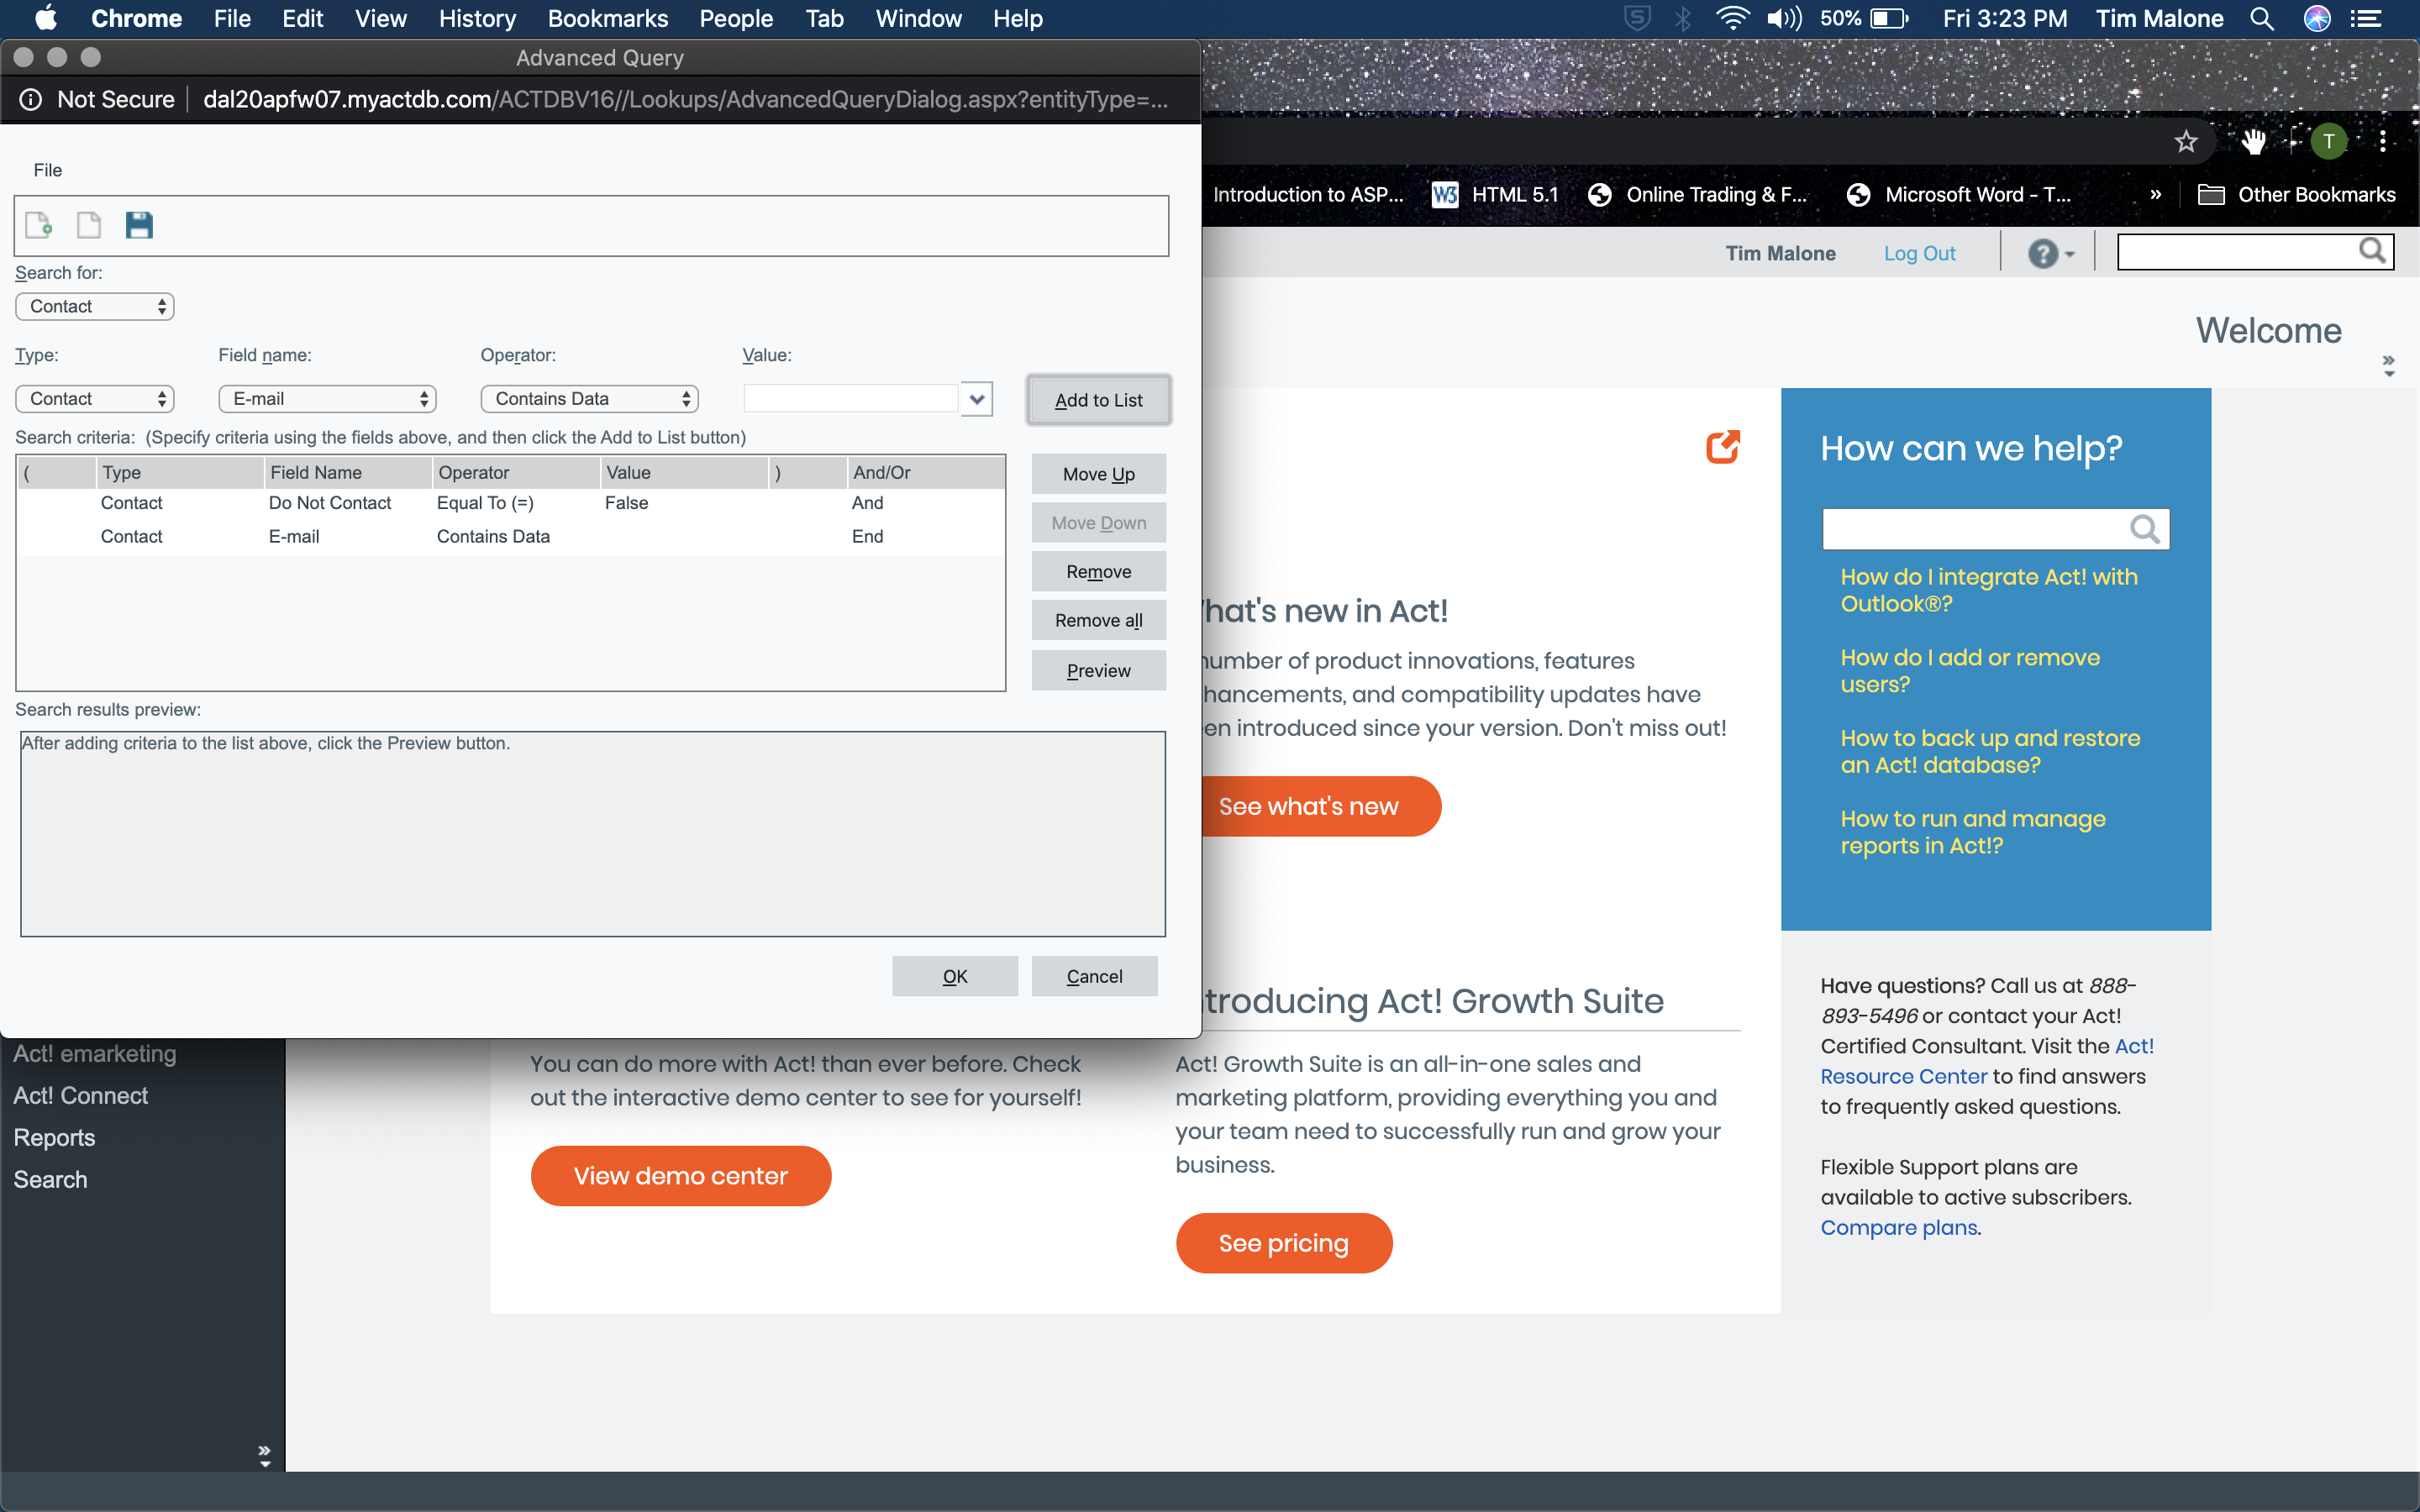 Chrome File Edit View History Bookmarks People Tab Window Help 50% Fri 3:23 PM Tim Malone
Advanced Query
Not Secure dal20apfw07.myactdb.com/ACTDBV16//Lookups/AdvancedQueryDialog.aspx?entityType=...
T
Introduction to ASP... W3 HTML 5.1 Online Trading & F... Microsoft Word - T... » Other Bookmarks
File
Search for:
Contact
Type: Field name: Operator: Value:
Contact E-mail Contains Data Add to List
Search criteria: (Specify criteria using the fields above, and then click the Add to List button)
( Type Field Name Operator Value ) And/Or
Contact Do Not Contact Equal To (=) False And
Contact E-mail Contains Data End
Move Up
Move Down
Remove
Remove all
Preview
Search results preview:
After adding criteria to the list above, click the Preview button.
OK Cancel
Tim Malone Log Out ?
Welcome
hat's new in Act!
number of product innovations, features
hancements, and compatibility updates have
en introduced since your version. Don't miss out!
See what's new
How can we help?
How do I integrate Act! with
Outlook®?
How do I add or remove
users?
How to back up and restore
an Act! database?
How to run and manage
reports in Act!?
Act! emarketing
Act! Connect
Reports
Search
You can do more with Act! than ever before. Check
out the interactive demo center to see for yourself!
View demo center
troducing Act! Growth Suite
Act! Growth Suite is an all-in-one sales and
marketing platform, providing everything you and
your team need to successfully run and grow your
business.
See pricing
Have questions? Call us at 888-
893-5496 or contact your Act!
Certified Consultant. Visit the Act!
Resource Center to find answers
to frequently asked questions.
Flexible Support plans are
available to active subscribers.
Compare plans.